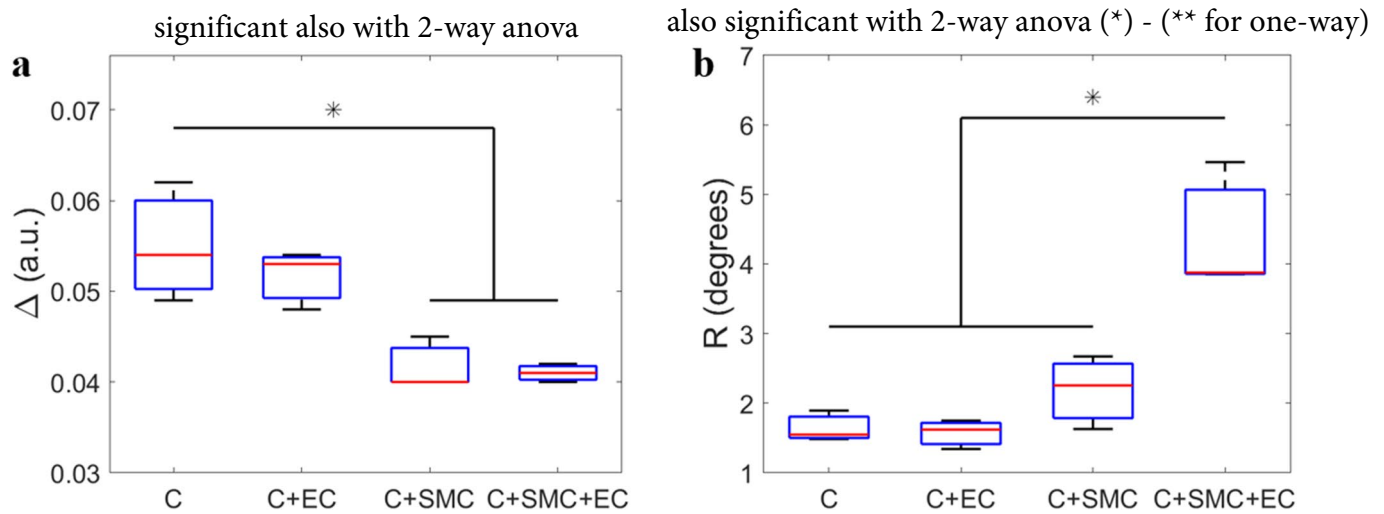 significant also with 2-way anova
also significant with 2-way anova (*) - (** for one-way)
a
*
0.07
0.06
0.05
0.04
0.03
Δ (a.u.)
C
C+EC
C+SMC
C+SMC+EC
b
*
7
6
5
4
3
2
1
R (degrees)
C
C+EC
C+SMC
C+SMC+EC